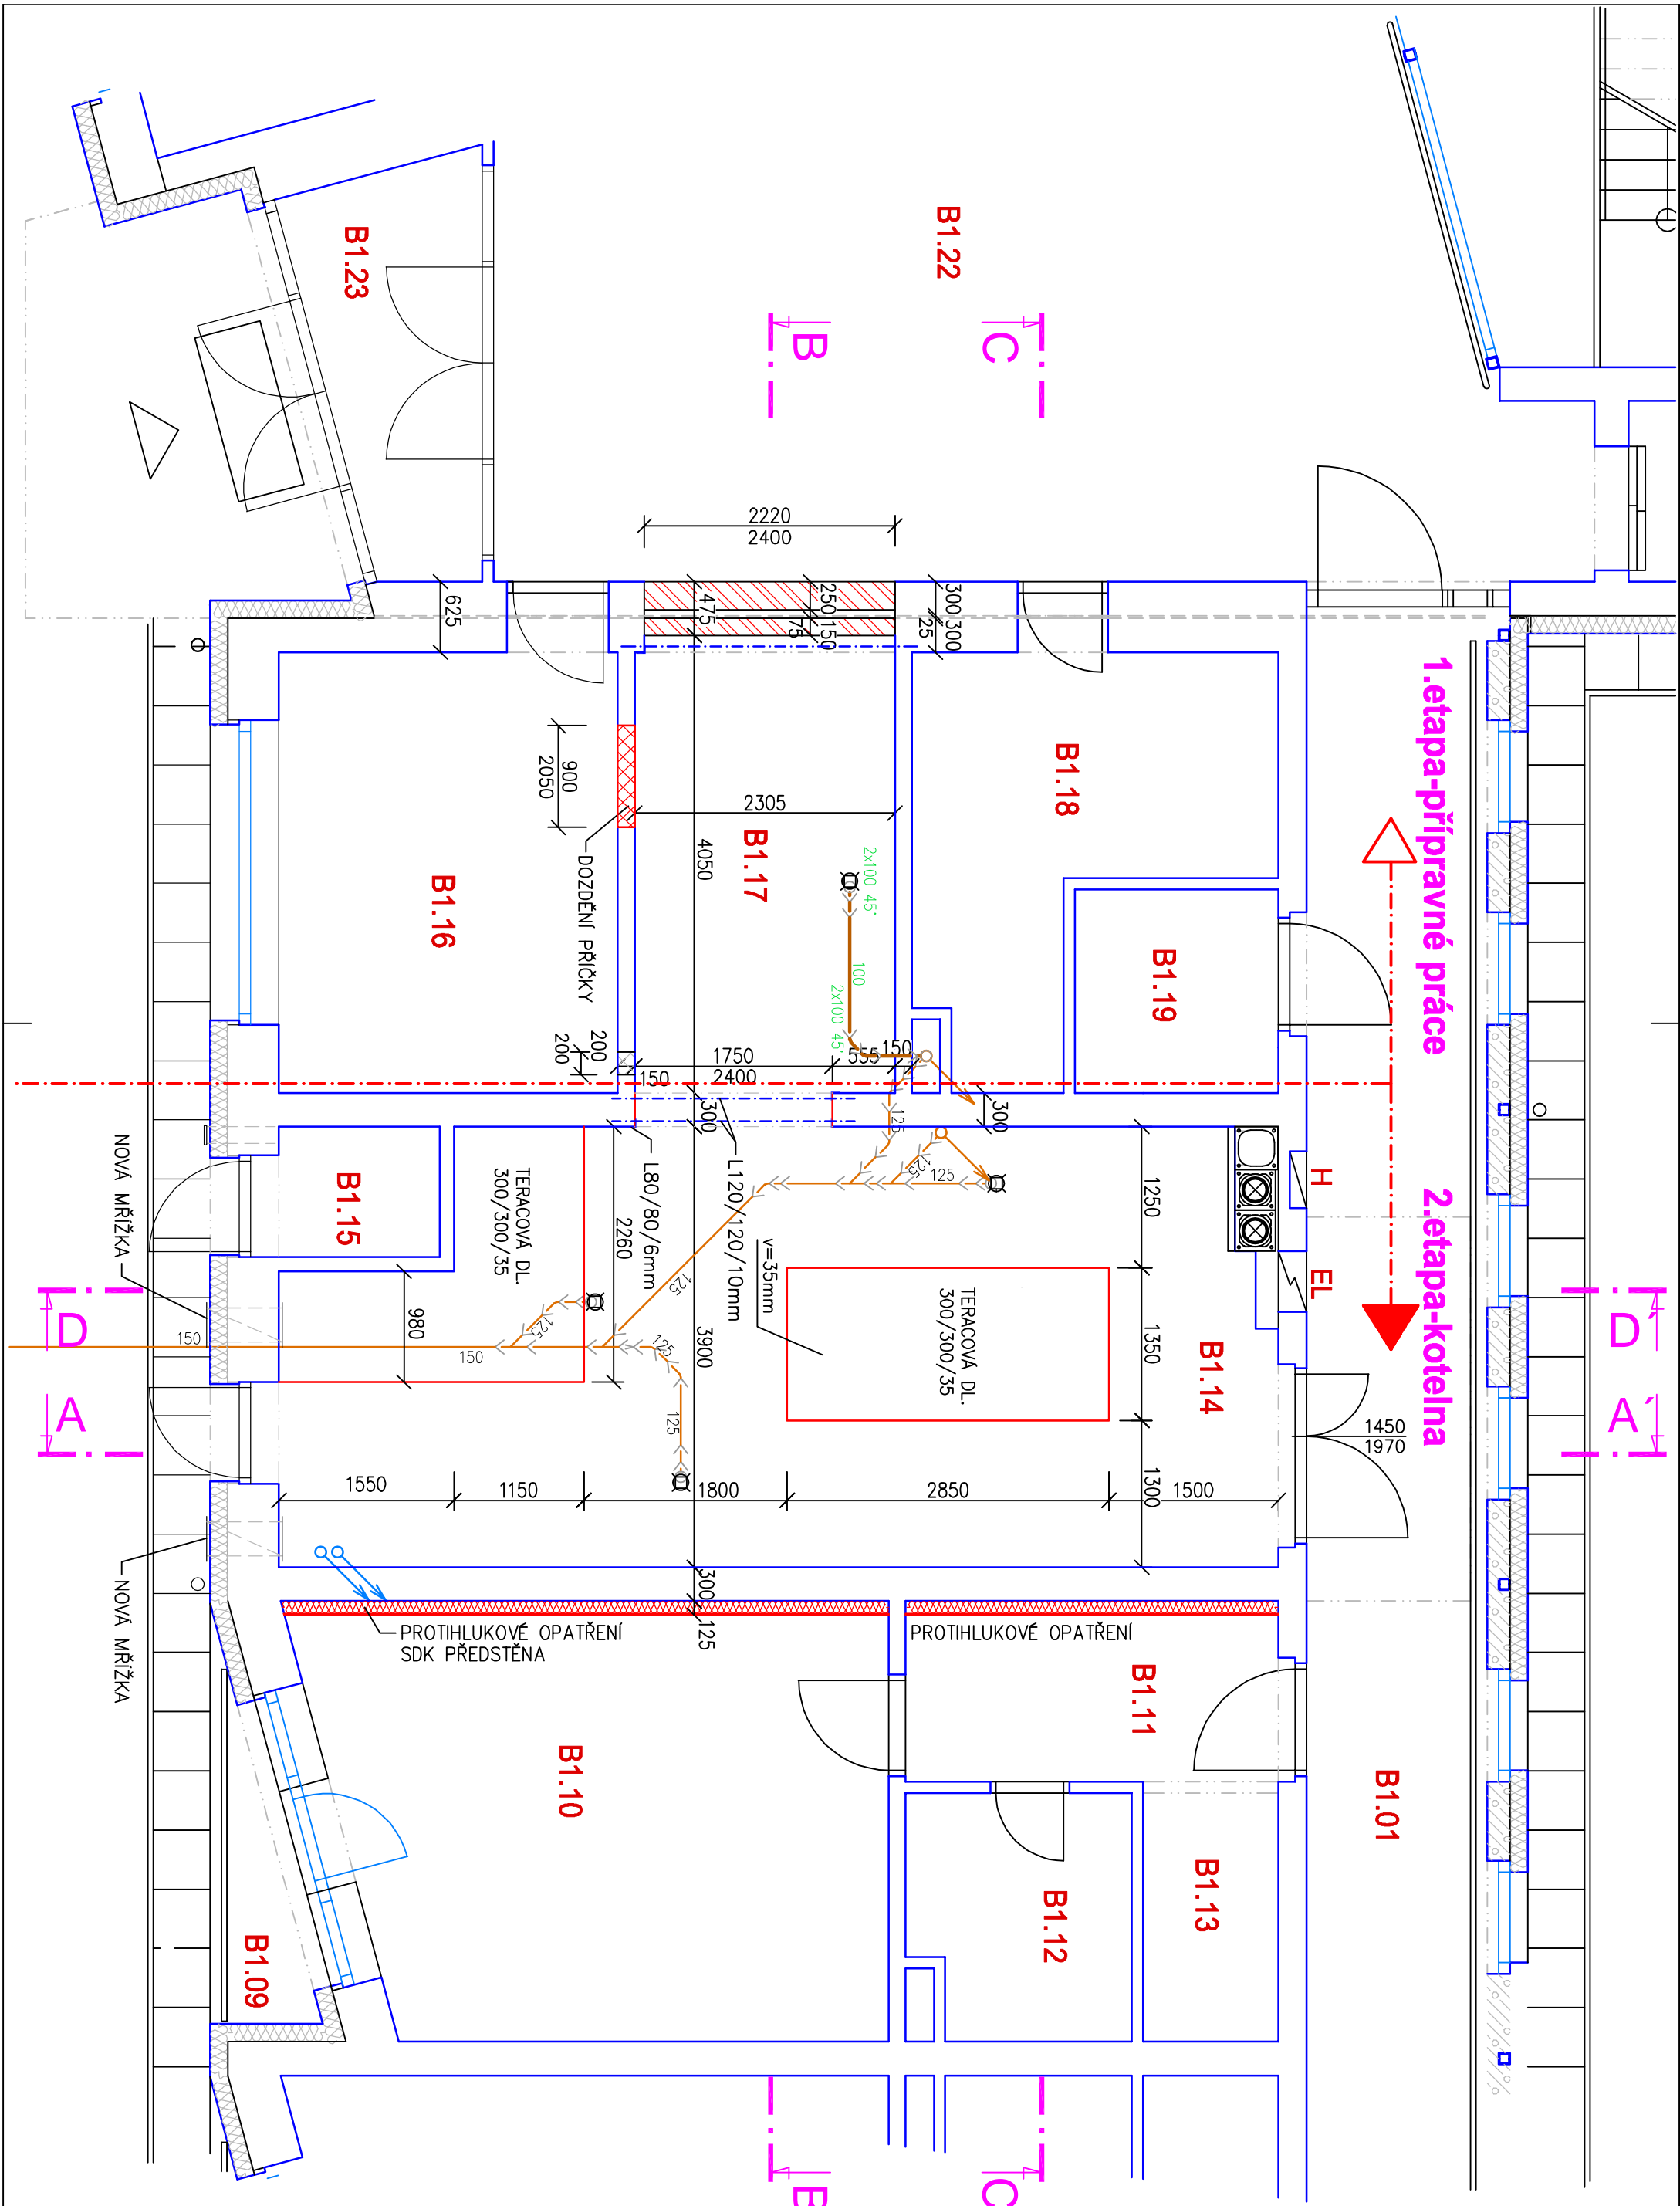 1.etapa-přípravné práce
2.etapa-kotelna
B1.22
B1.23
B
C
2220
2400
625
475
250
150
75
300
300
25
B1.18
B1.19
B1.17
B1.16
900
2050
2305
4050
DOZDĚNÍ PŘÍČKY
2x100 45°
100
2x100 45°
200
200
1750
2400
555
150
150
300
300
125
125
125
H
EL
B1.14
B1.15
TERACOVÁ DL.
300/300/35
TERACOVÁ DL.
300/300/35
v=35mm
L120/120/10mm
L80/80/6mm
2260
980
1250
1350
1300
3900
125
125
125
125
150
150
NOVÁ MŘÍŽKA
NOVÁ MŘÍŽKA
D
A
D´
A´
1450
1970
1550
1150
1800
2850
1500
300
125
PROTIHLUKOVÉ OPATŘENÍ
SDK PŘEDSTĚNA
PROTIHLUKOVÉ OPATŘENÍ
B1.11
B1.10
B1.01
B1.13
B1.12
B1.09
B
C